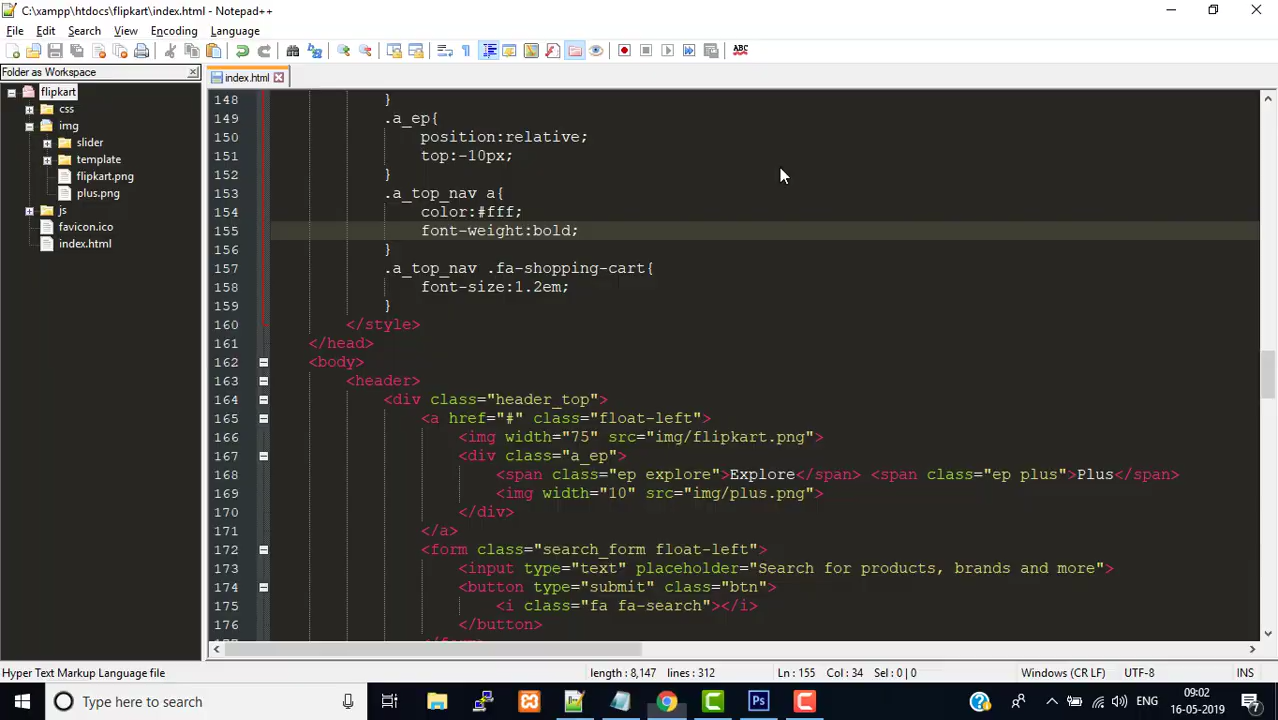 C:\xampp\htdocs\flipkart\index.html - Notepad++
File Edit Search View Encoding Language
Folder as Workspace
index.html
flipkart
css
img
slider
template
flipkart.png
plus.png
js
favicon.ico
index.html
148 }
149 .a_ep{
150 position:relative;
151 top:-10px;
152 }
153 .a_top_nav a{
154 color:#fff;
155 font-weight:bold;
156 }
157 .a_top_nav .fa-shopping-cart{
158 font-size:1.2em;
159 }
160 </style>
161 </head>
162 <body>
163 <header>
164 <div class="header_top">
165 <a href="#" class="float-left">
166 <img width="75" src="img/flipkart.png">
167 <div class="a_ep">
168 <span class="ep explore">Explore</span> <span class="ep plus">Plus</span>
169 <img width="10" src="img/plus.png">
170 </div>
171 </a>
172 <form class="search_form float-left">
173 <input type="text" placeholder="Search for products, brands and more">
174 <button type="submit" class="btn">
175 <i class="fa fa-search"></i>
176 </button>
177 </form>
Hyper Text Markup Language file length : 8,147 lines : 312 Ln : 155 Col : 34 Sel : 0 | 0 Windows (CR LF) UTF-8 INS
Type here to search
ENG
09:02
16-05-2019
7
ABC
Ps